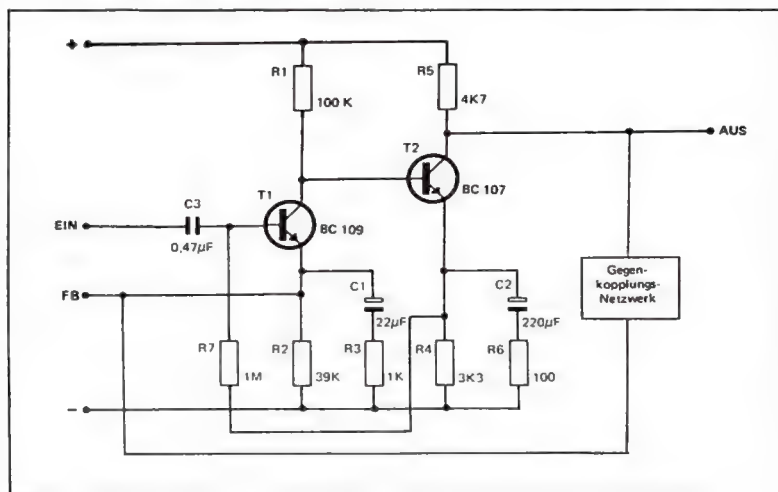 +
R1
100 K
R5
4K7
AUS
T2
BC 107
T1
BC 109
C3
0,47µF
EIN
FB
C1
22µF
C2
220µF
Gegen-
kopplungs-
Netzwerk
R7
1M
R2
39K
R3
1K
R4
3K3
R6
100
−